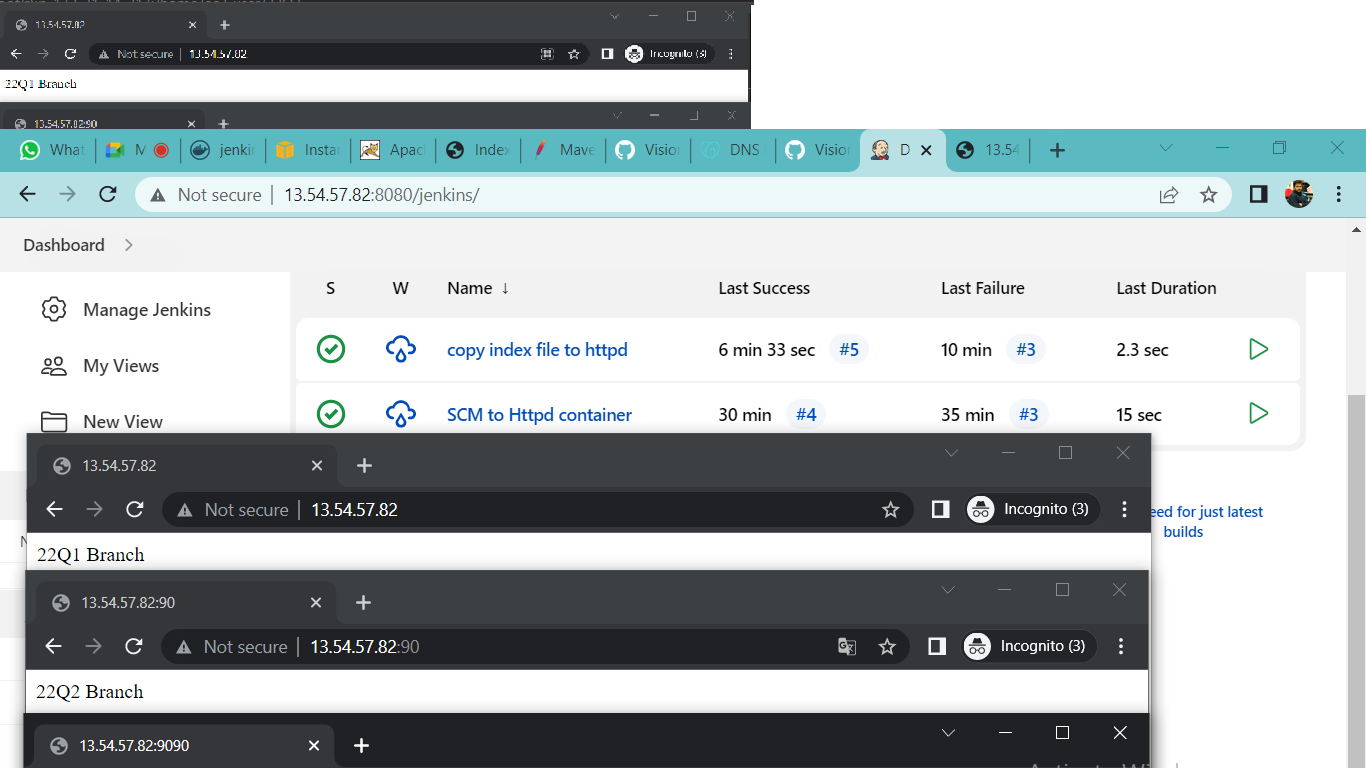 13.54.57.82
Not secure 13.54.57.82 Incognito (3)
22Q1 Branch
13.54.57.82:90
What M jenki Instar Apac Index Mave Vision DNS Vision D 13.54
Not secure 13.54.57.82:8080/jenkins/
Dashboard
S W Name ↓ Last Success Last Failure Last Duration
Manage Jenkins
copy index file to httpd 6 min 33 sec #5 10 min #3 2.3 sec
My Views
SCM to Httpd container 30 min #4 35 min #3 15 sec
New View
13.54.57.82
Not secure 13.54.57.82 Incognito (3)
eed for just latest
builds
22Q1 Branch
13.54.57.82:90
Not secure 13.54.57.82:90 Incognito (3)
22Q2 Branch
13.54.57.82:9090